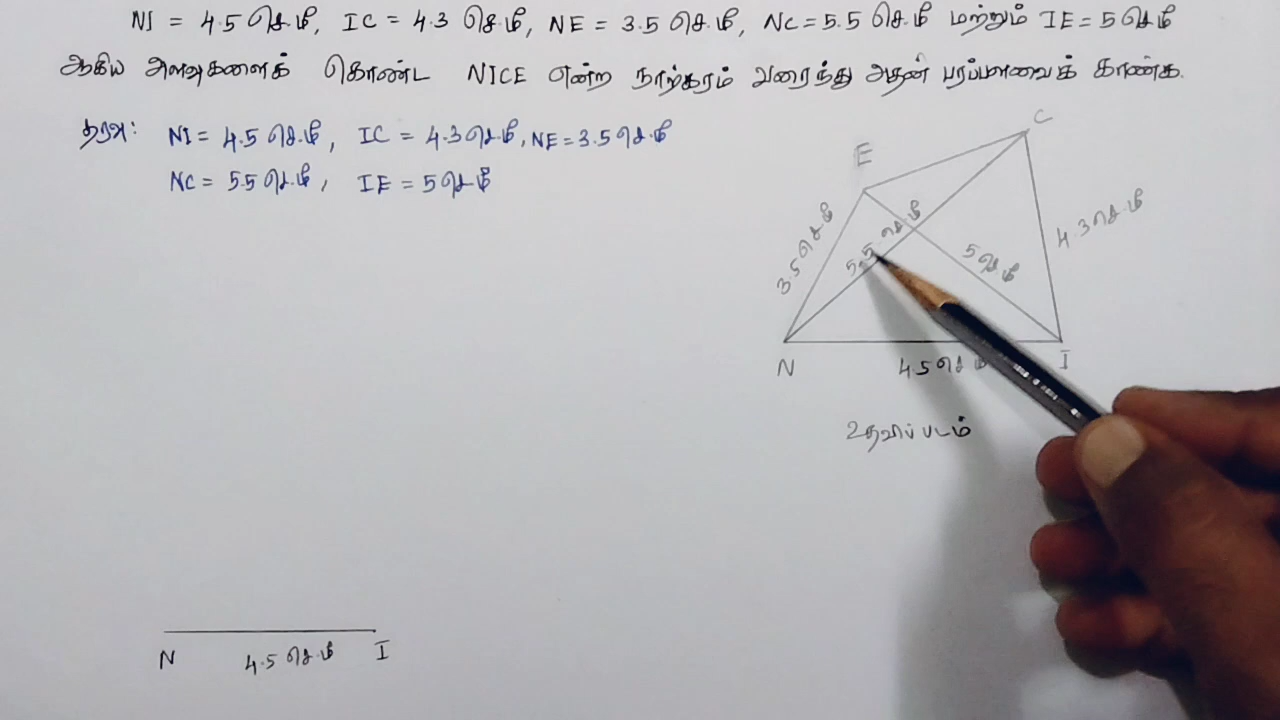 NI = 4.5 செ.மீ, IC = 4.3 செ.மீ, NE = 3.5 செ.மீ, NC = 5.5 செ.மீ மற்றும் IE = 5 செ.மீ
ஆகிய அளவுகளைக் கொண்ட NICE என்ற நாற்கரம் வரைந்து அதன் பரப்பளவைக் காண்க.
தரவு: NI = 4.5 செ.மீ, IC = 4.3 செ.மீ, NE = 3.5 செ.மீ
NC = 5.5 செ.மீ, IE = 5 செ.மீ
C
E
3.5 செ.மீ
5.5 செ.மீ
5 செ.மீ
4.3 செ.மீ
N 4.5 செ.மீ I
உதவிப் படம்
N 4.5 செ.மீ I